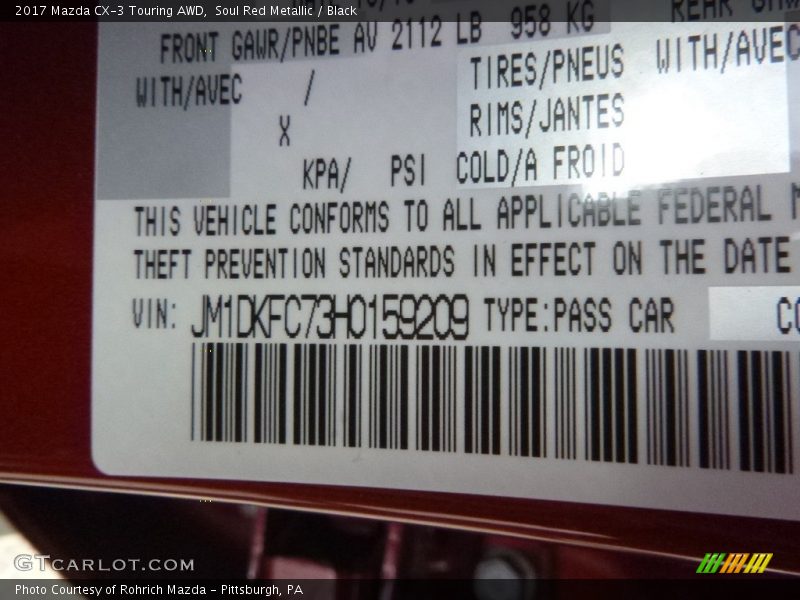 2017 Mazda CX-3 Touring AWD, Soul Red Metallic / Black
FRONT GAWR/PNBE AV 2112 LB 958 KG REAR
WITH/AVEC / TIRES/PNEUS WITH/AVEC
X RIMS/JANTES
KPA/ PSI COLD/A FROID
THIS VEHICLE CONFORMS TO ALL APPLICABLE FEDERAL M
THEFT PREVENTION STANDARDS IN EFFECT ON THE DATE
VIN: JM1DKFC73H0159209 TYPE:PASS CAR CO
GTCARLOT.COM
Photo Courtesy of Rohrich Mazda - Pittsburgh, PA